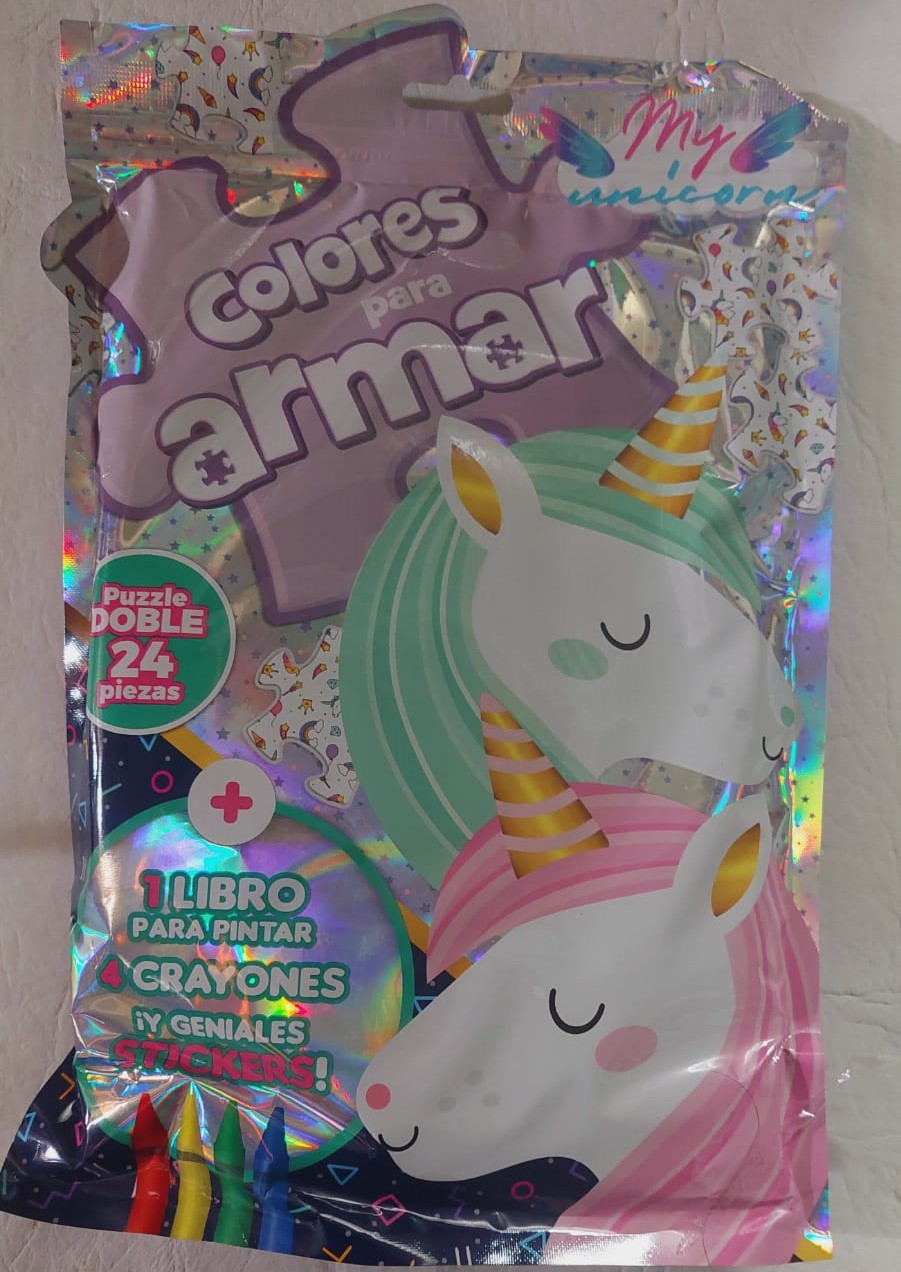 My
unicorn
Colores
para
armar
Puzzle
DOBLE
24
piezas
+
1 LIBRO
PARA PINTAR
4 CRAYONES
¡Y GENIALES
STICKERS!